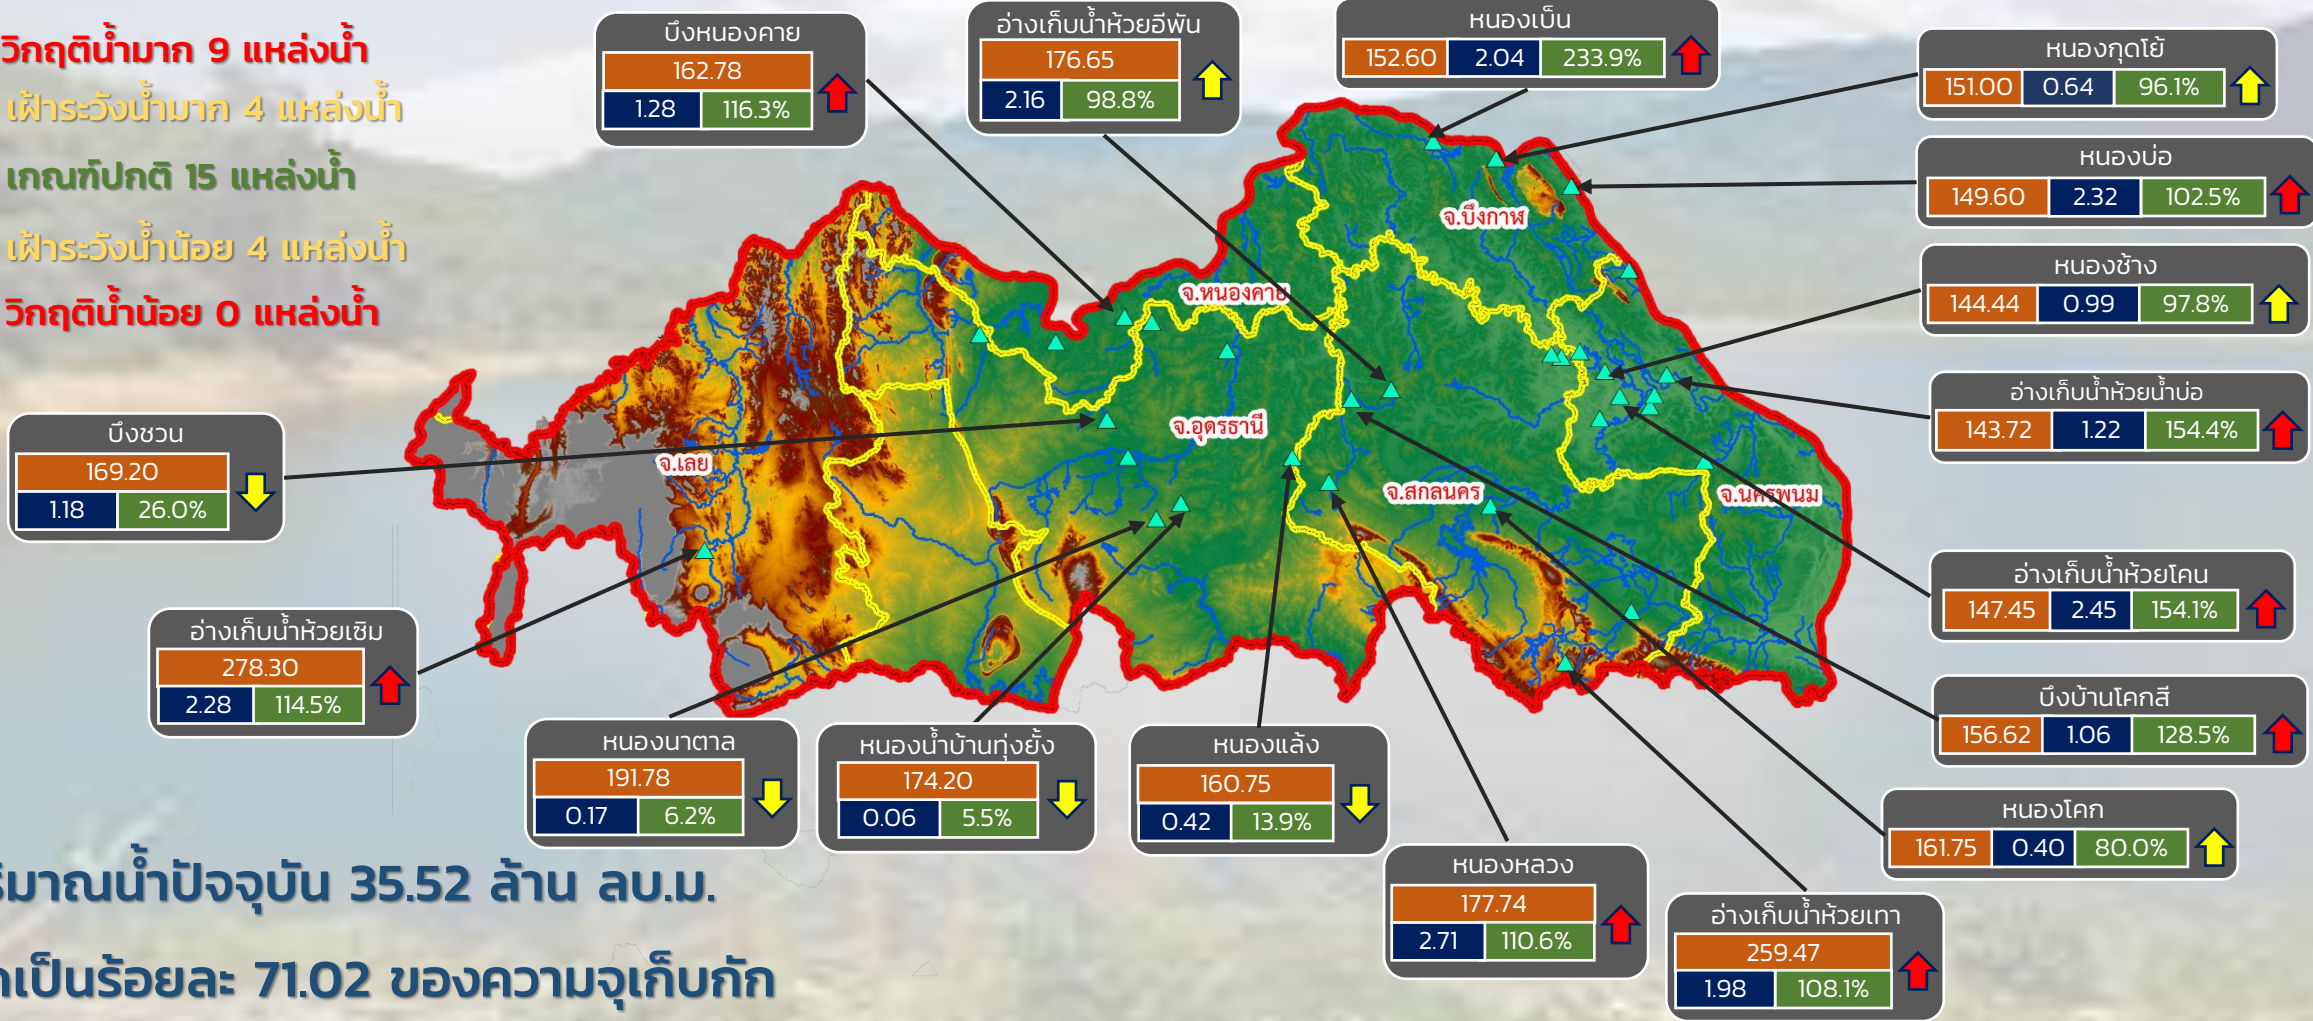 วิกฤติน้ำมาก 9 แหล่งน้ำ
เฝ้าระวังน้ำมาก 4 แหล่งน้ำ
เกณฑ์ปกติ 15 แหล่งน้ำ
เฝ้าระวังน้ำน้อย 4 แหล่งน้ำ
วิกฤติน้ำน้อย 0 แหล่งน้ำ
บึงหนองคาย
162.78
1.28 116.3%
อ่างเก็บน้ำห้วยอีพัน
176.65
2.16 98.8%
หนองเบ็น
152.60 2.04 233.9%
หนองกุดโย้
151.00 0.64 96.1%
หนองบ่อ
149.60 2.32 102.5%
หนองช้าง
144.44 0.99 97.8%
อ่างเก็บน้ำห้วยน้ำบ่อ
143.72 1.22 154.4%
อ่างเก็บน้ำห้วยโคน
147.45 2.45 154.1%
บึงบ้านโคกสี
156.62 1.06 128.5%
หนองโคก
161.75 0.40 80.0%
อ่างเก็บน้ำห้วยเทา
259.47
1.98 108.1%
หนองหลวง
177.74
2.71 110.6%
หนองแล้ง
160.75
0.42 13.9%
หนองน้ำบ้านทุ่งยั้ง
174.20
0.06 5.5%
หนองนาตาล
191.78
0.17 6.2%
อ่างเก็บน้ำห้วยเซิม
278.30
2.28 114.5%
บึงชวน
169.20
1.18 26.0%
จ.บึงกาฬ
จ.หนองคาย
จ.อุดรธานี
จ.เลย
จ.สกลนคร
จ.นครพนม
ริมาณน้ำปัจจุบัน 35.52 ล้าน ลบ.ม.
ดเป็นร้อยละ 71.02 ของความจุเก็บกัก